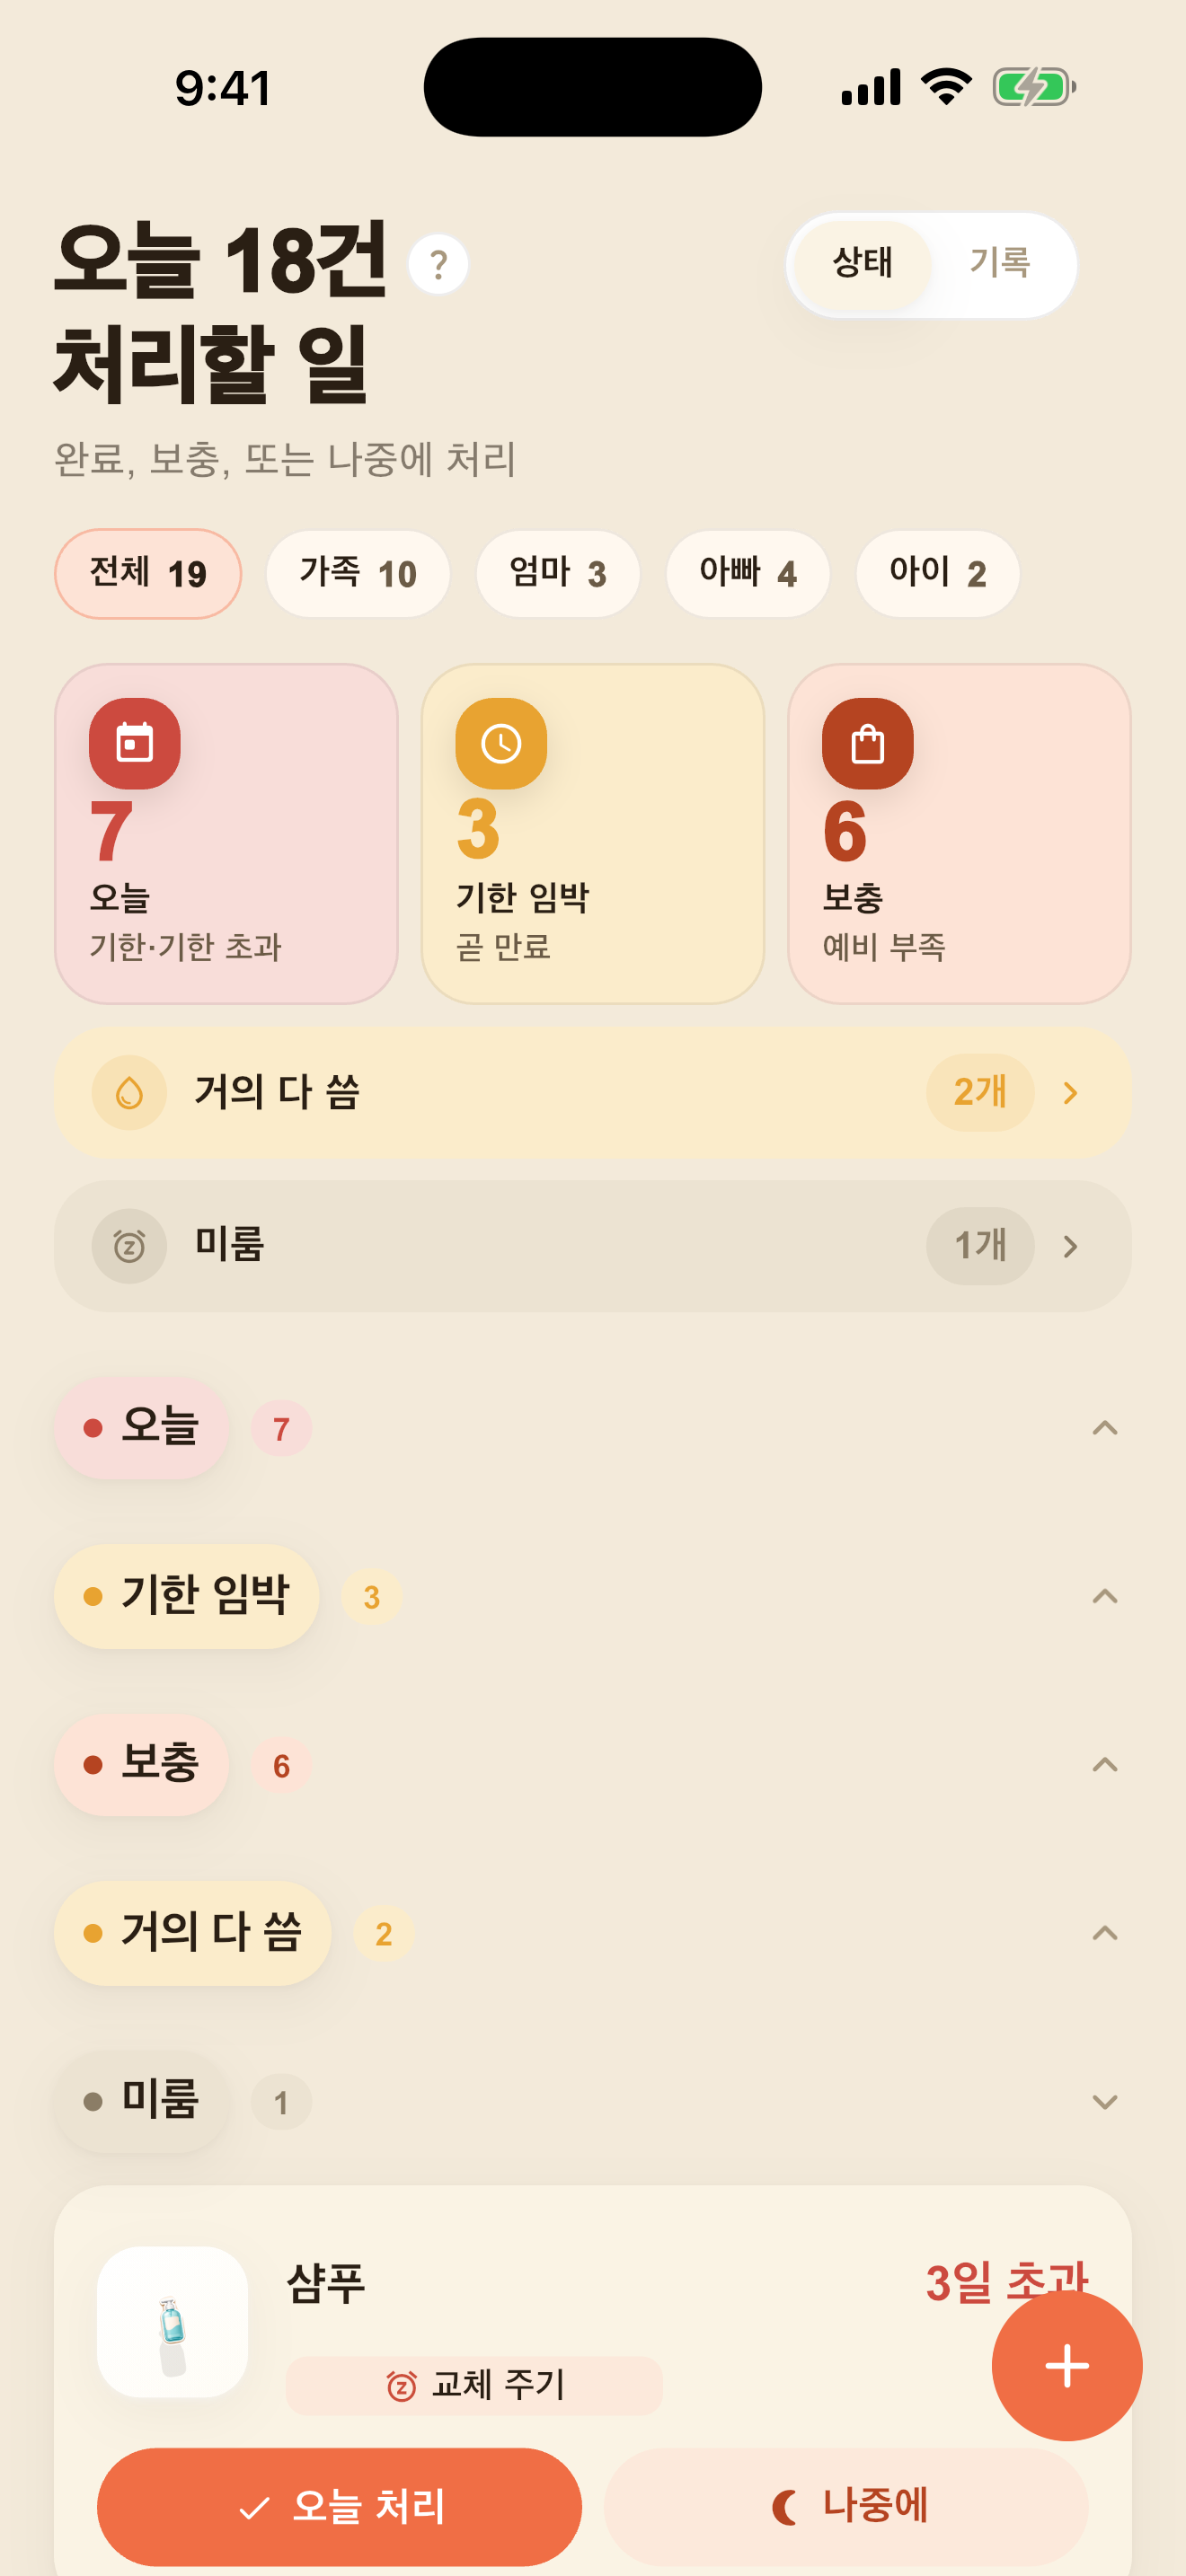 9:41
오늘 18건 ?
처리할 일
상태 기록
완료, 보충, 또는 나중에 처리
전체 19 가족 10 엄마 3 아빠 4 아이 2
7
오늘
기한·기한 초과
3
기한 임박
곧 만료
6
보충
예비 부족
거의 다 씀 2개
미룸 1개
오늘 7
기한 임박 3
보충 6
거의 다 씀 2
미룸 1
샴푸 3일 초과
교체 주기
오늘 처리 나중에